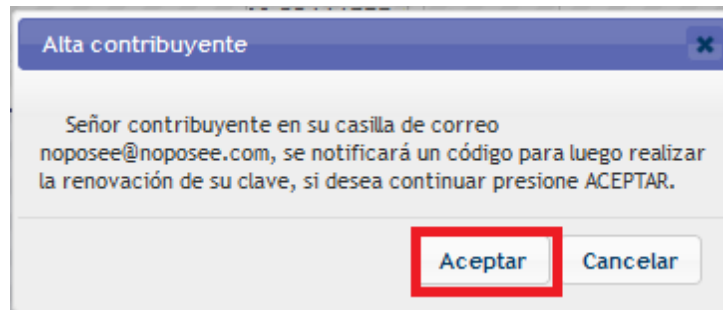 Alta contribuyente
Señor contribuyente en su casilla de correo
noposee@noposee.com, se notificará un código para luego realizar
la renovación de su clave, si desea continuar presione ACEPTAR.
Aceptar Cancelar